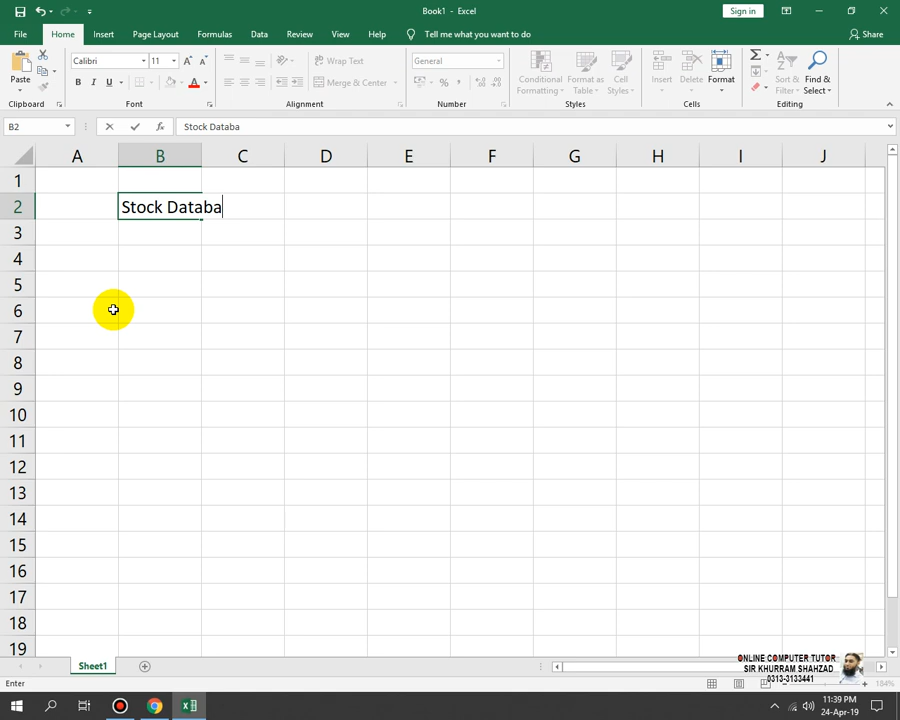 Book1 - Excel
Sign in
File Home Insert Page Layout Formulas Data Review View Help Tell me what you want to do Share
Paste
Calibri 11 A A
B I U A
Wrap Text
Merge & Center
General
% , 
Conditional Formatting
Format as Table
Cell Styles
Insert Delete Format
Sort & Filter
Find & Select
Clipboard Font Alignment Number Styles Cells Editing
B2 fx Stock Databa
A B C D E F G H I J
1
2 Stock Databa
3
4
5
6
7
8
9
10
11
12
13
14
15
16
17
18
19
Sheet1
ONLINE COMPUTER TUTOR
SIR KHURRAM SHAHZAD
0313-3133441
Enter 184%
11:39 PM
24-Apr-19